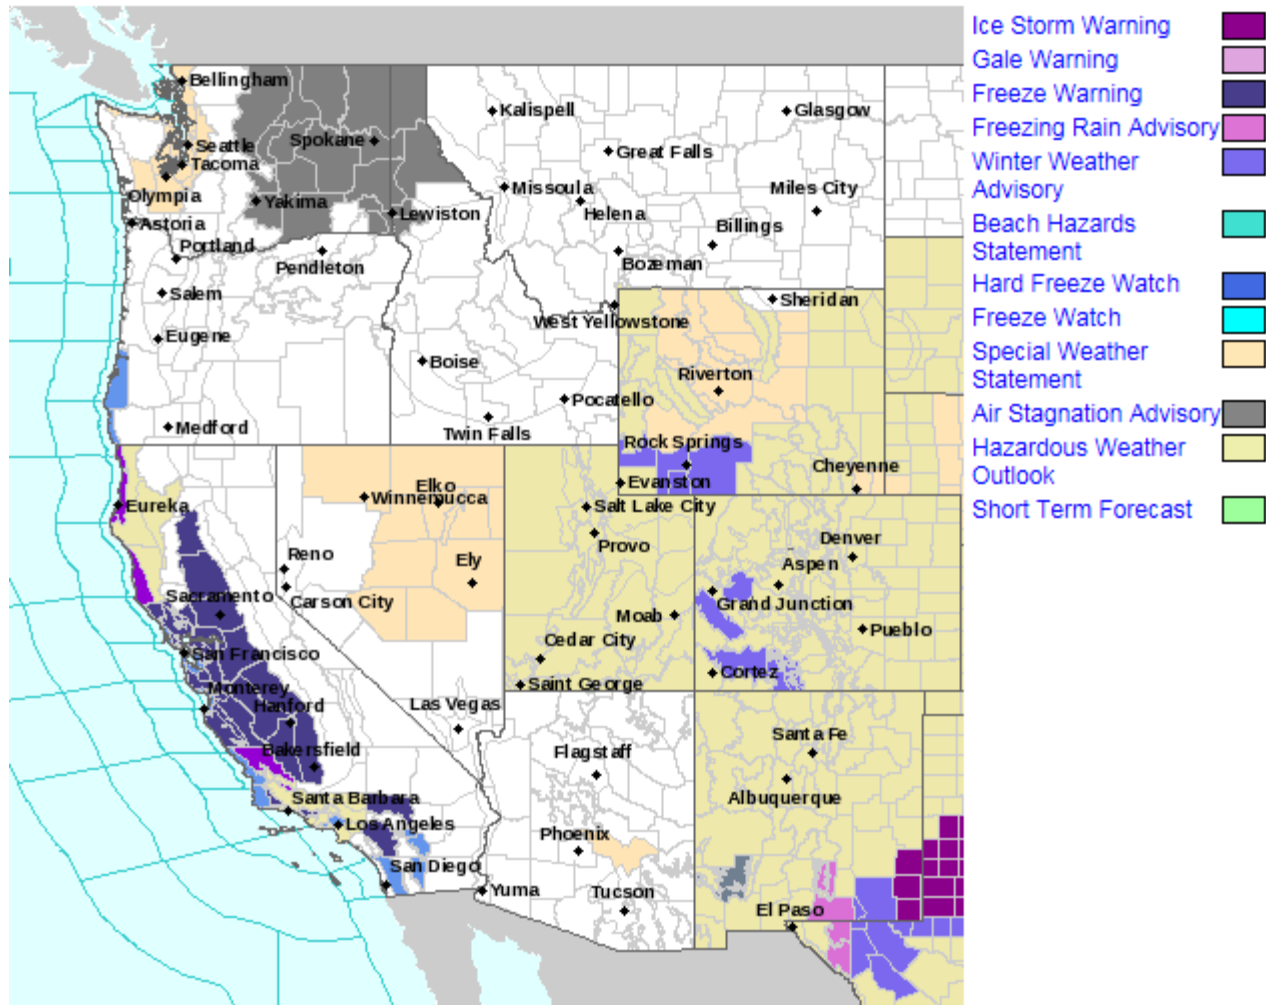 Ice Storm Warning
Gale Warning
Freeze Warning
Freezing Rain Advisory
Winter Weather
Advisory
Beach Hazards
Statement
Hard Freeze Watch
Freeze Watch
Special Weather
Statement
Air Stagnation Advisory
Hazardous Weather
Outlook
Short Term Forecast
Bellingham
Kalispell
Glasgow
Seattle
Spokane
Great Falls
Tacoma
Olympia
Yakima
Missoula
Miles City
Lewiston
Helena
Astoria
Billings
Portland
Pendleton
Bozeman
Salem
Sheridan
West Yellowstone
Eugene
Boise
Riverton
Pocatello
Medford
Twin Falls
Rock Springs
Cheyenne
Elko
Evanston
Winnemucca
Eureka
Salt Lake City
Provo
Denver
Reno
Ely
Aspen
Sacramento
Carson City
Grand Junction
Moab
Pueblo
Cedar City
San Francisco
Cortez
Saint George
Monterey
Hanford
Las Vegas
Santa Fe
Bakersfield
Flagstaff
Santa Barbara
Albuquerque
Los Angeles
Phoenix
San Diego
Yuma
Tucson
El Paso